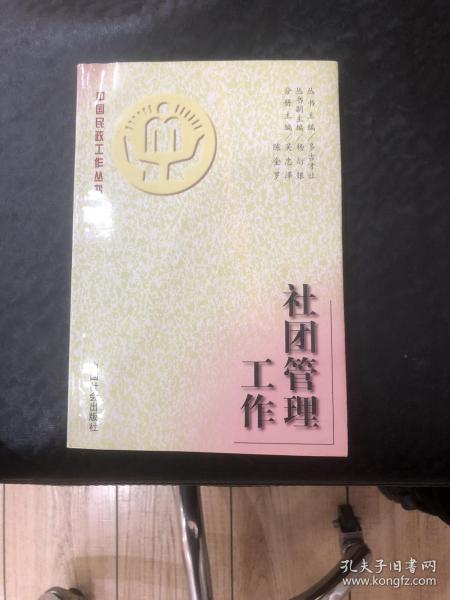 丛书主编/多吉才让
丛书副主编/杨衍银
分册主编/吴忠泽
陈金罗
中国民政工作丛书
社团管理
工作
中国社会出版社
孔夫子旧书网
www.kongfz.com